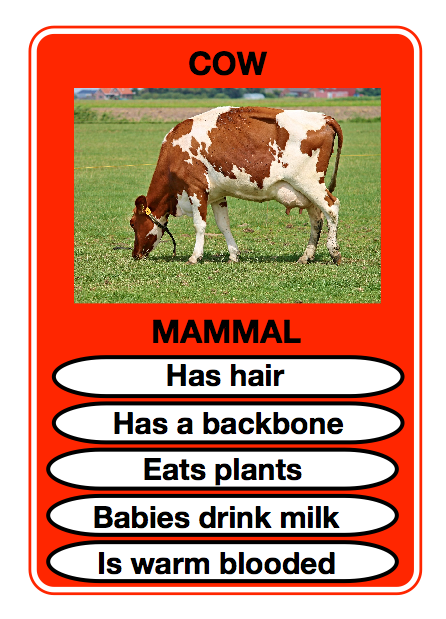 COW
MAMMAL
Has hair
Has a backbone
Eats plants
Babies drink milk
Is warm blooded